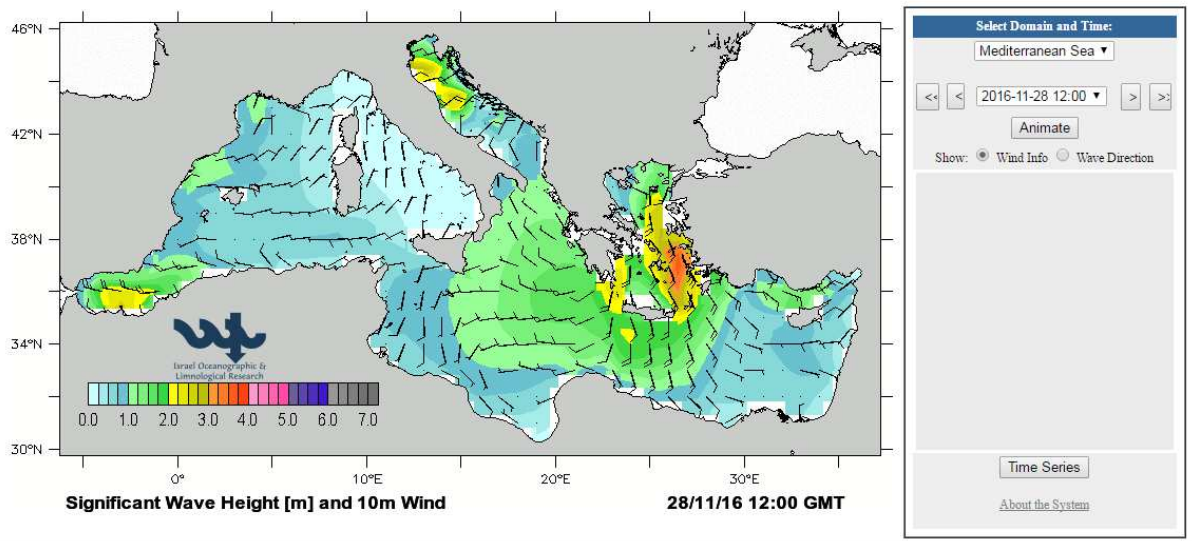 46°N
42°N
38°N
34°N
30°N
0°
10°E
20°E
30°E
Israel Oceanographic &
Limnological Research
0.0 1.0 2.0 3.0 4.0 5.0 6.0 7.0
Significant Wave Height [m] and 10m Wind
28/11/16 12:00 GMT
Select Domain and Time:
Mediterranean Sea
<< < 2016-11-28 12:00 > >>
Animate
Show: Wind Info Wave Direction
Time Series
About the System